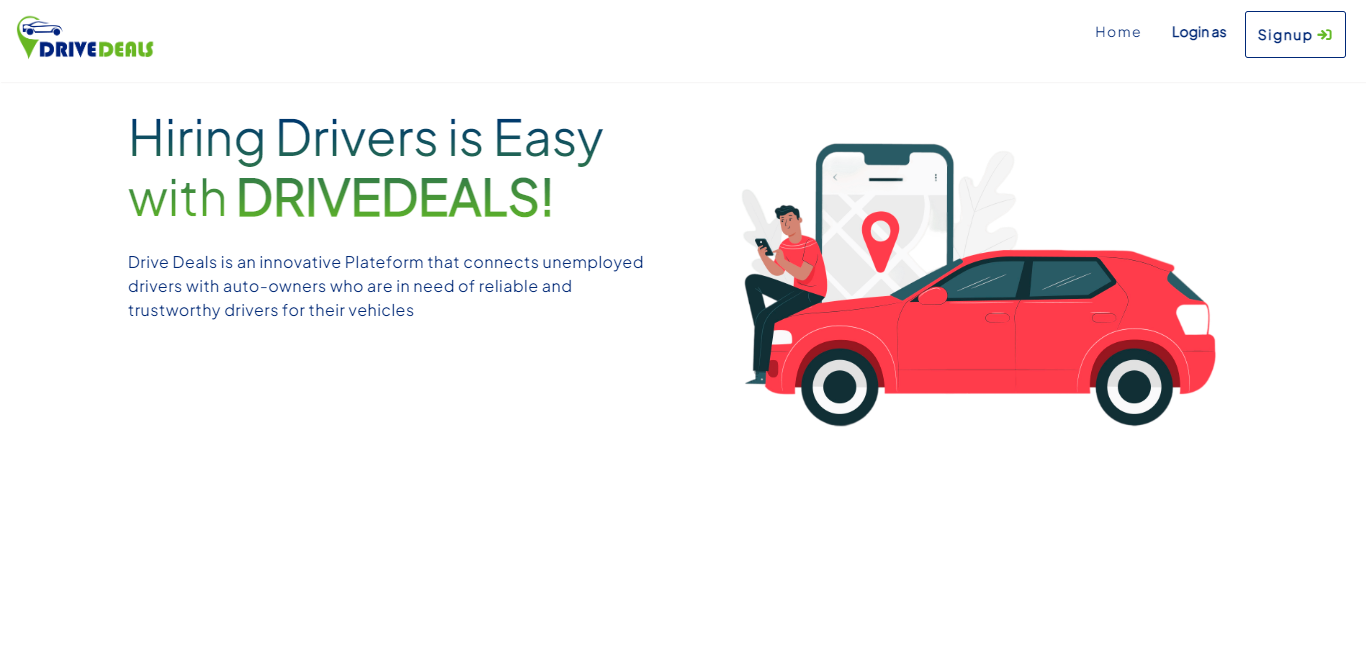 DRIVEDEALS
Home
Login as
Signup
Hiring Drivers is Easy
with DRIVEDEALS!
Drive Deals is an innovative Plateform that connects unemployed
drivers with auto-owners who are in need of reliable and
trustworthy drivers for their vehicles